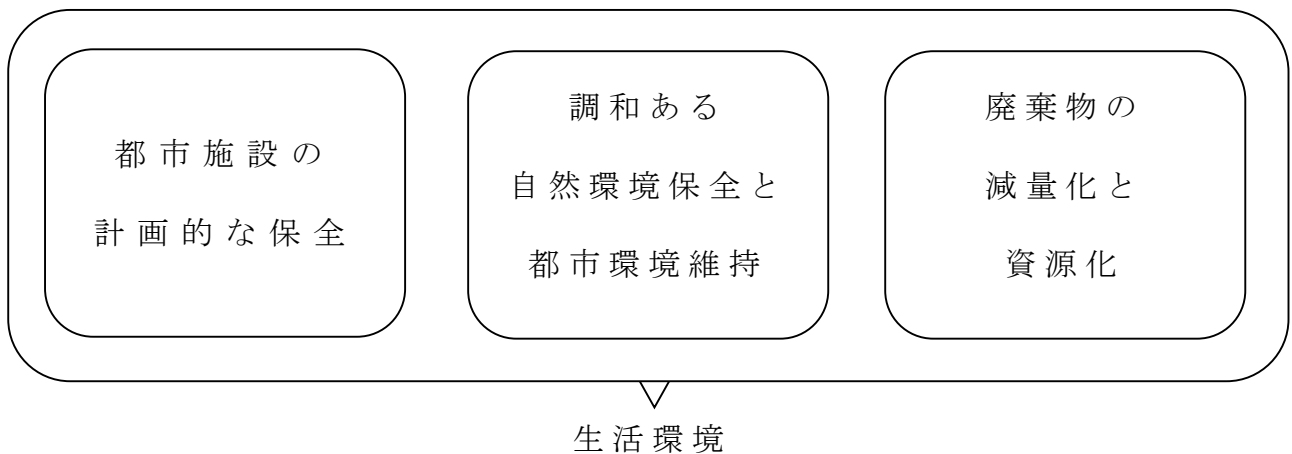 都市施設の
計画的な保全
調和ある
自然環境保全と
都市環境維持
廃棄物の
減量化と
資源化
生活環境